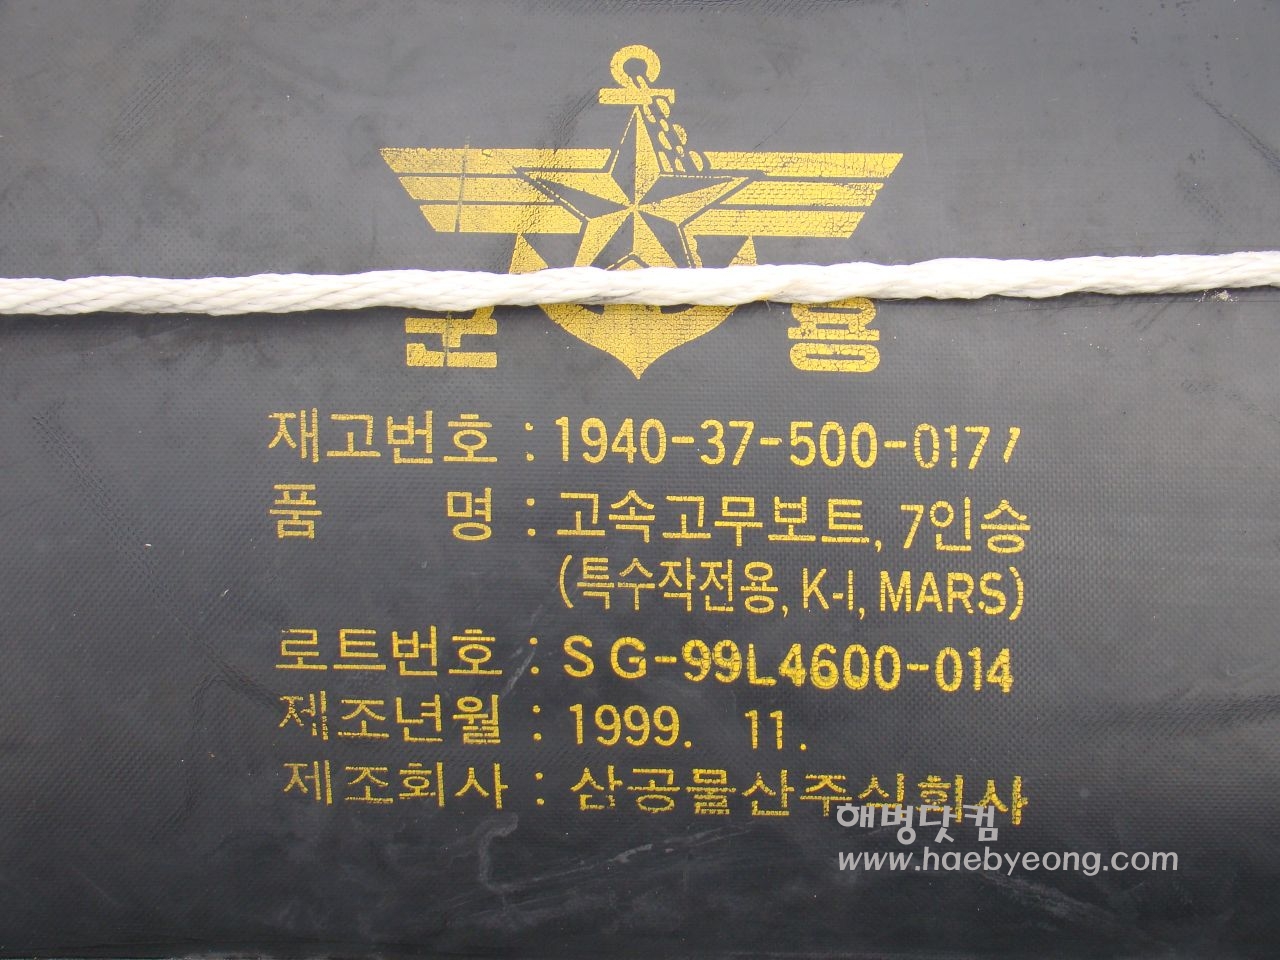 군 용
재고번호 : 1940-37-500-0177
품 명 : 고속고무보트, 7인승
(특수작전용, K-I, MARS)
로트번호 : SG-99L4600-014
제조년월 : 1999. 11.
제조회사 : 삼공물산주식회사
해병닷컴
www.haebyeong.com